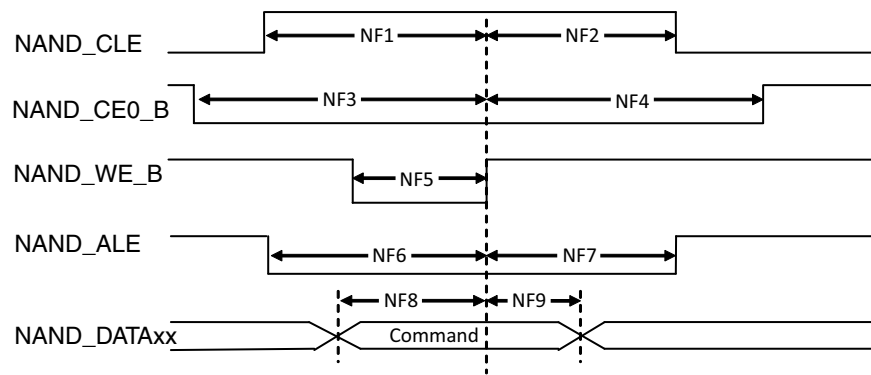 NAND_CLE
NF1
NF2
NAND_CE0_B
NF3
NF4
NAND_WE_B
NF5
NAND_ALE
NF6
NF7
NF8
NF9
NAND_DATAxx
Command